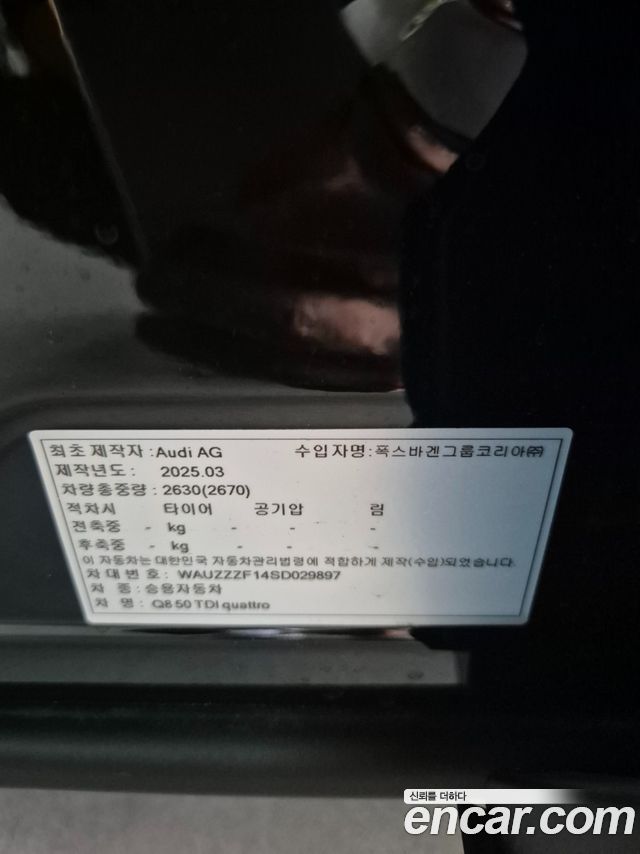 최초 제작자 : Audi AG 수입자명 : 폭스바겐그룹코리아㈜
제작년도 : 2025.03
차량총중량 : 2630(2670)
적차시 타이어 공기압 림
전축중 - kg - - -
후축중 - kg - - -
이 자동차는 대한민국 자동차관리법령에 적합하게 제작(수입)되었습니다.
차 대 번 호 : WAUZZZF14SD029897
차 종 : 승용자동차
차 명 : Q8 50 TDI quattro
신뢰를 더하다
encar.com